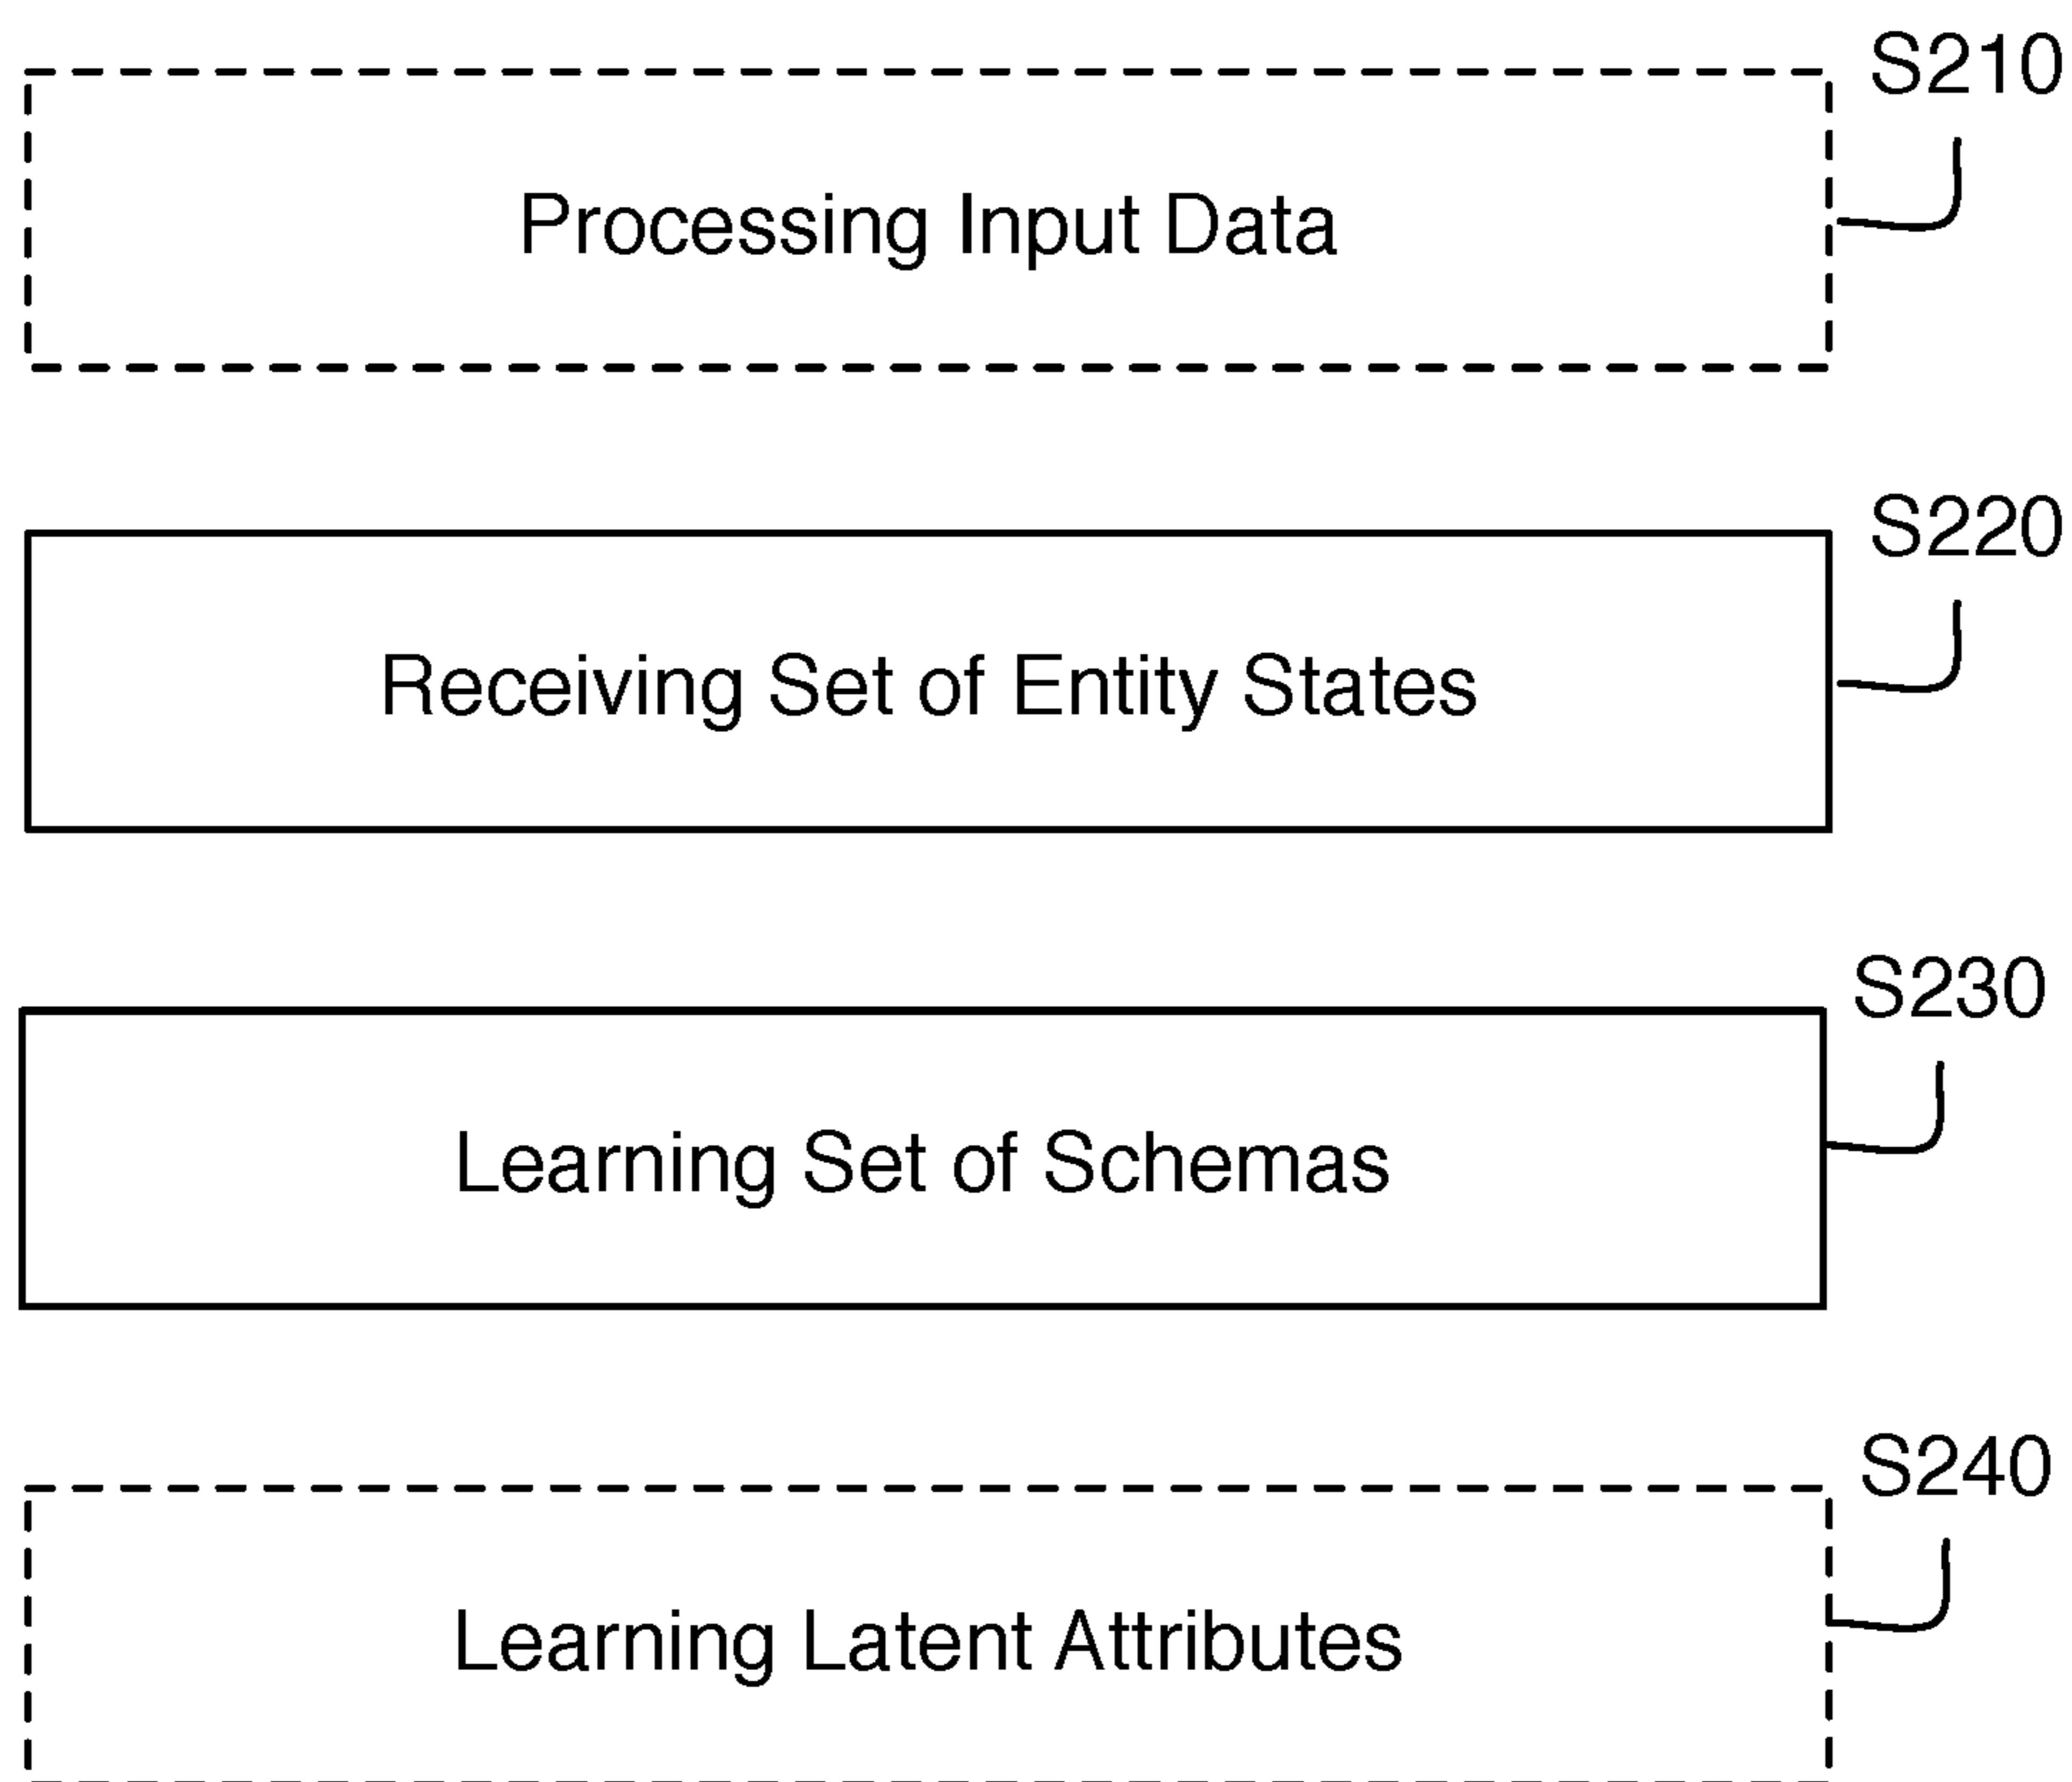 S210
Processing Input Data
S220
Receiving Set of Entity States
S230
Learning Set of Schemas
S240
Learning Latent Attributes